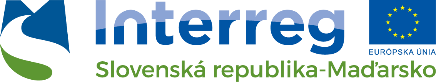 Interreg
EURÓPSKA ÚNIA
Slovenská republika-Maďarsko